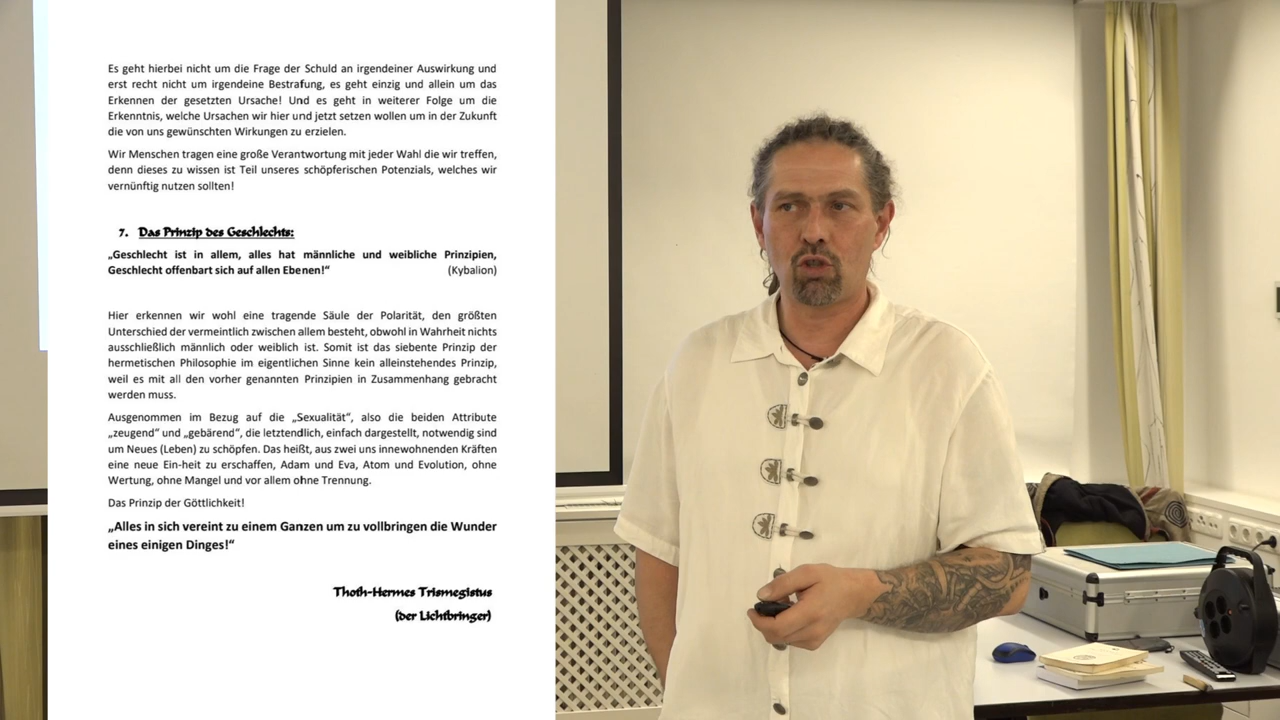 Es geht hierbei nicht um die Frage der Schuld an irgendeiner Auswirkung und
erst recht nicht um irgendeine Bestrafung, es geht einzig und allein um das
Erkennen der gesetzten Ursache! Und es geht in weiterer Folge um die
Erkenntnis, welche Ursachen wir hier und jetzt setzen wollen um in der Zukunft
die von uns gewünschten Wirkungen zu erzielen.
Wir Menschen tragen eine große Verantwortung mit jeder Wahl die wir treffen,
denn dieses zu wissen ist Teil unseres schöpferischen Potenzials, welches wir
vernünftig nutzen sollten!
7. Das Prinzip des Geschlechts:
„Geschlecht ist in allem, alles hat männliche und weibliche Prinzipien,
Geschlecht offenbart sich auf allen Ebenen!“ (Kybalion)
Hier erkennen wir wohl eine tragende Säule der Polarität, den größten
Unterschied der vermeintlich zwischen allem besteht, obwohl in Wahrheit nichts
ausschließlich männlich oder weiblich ist. Somit ist das siebente Prinzip der
hermetischen Philosophie im eigentlichen Sinne kein alleinstehendes Prinzip,
weil es mit all den vorher genannten Prinzipien in Zusammenhang gebracht
werden muss.
Ausgenommen im Bezug auf die „Sexualität“, also die beiden Attribute
„zeugend“ und „gebärend“, die letztendlich, einfach dargestellt, notwendig sind
um Neues (Leben) zu schöpfen. Das heißt, aus zwei uns innewohnenden Kräften
eine neue Ein-heit zu erschaffen, Adam und Eva, Atom und Evolution, ohne
Wertung, ohne Mangel und vor allem ohne Trennung.
Das Prinzip der Göttlichkeit!
„Alles in sich vereint zu einem Ganzen um zu vollbringen die Wunder
eines einigen Dinges!“
Thoth-Hermes Trismegistus
(der Lichtbringer)